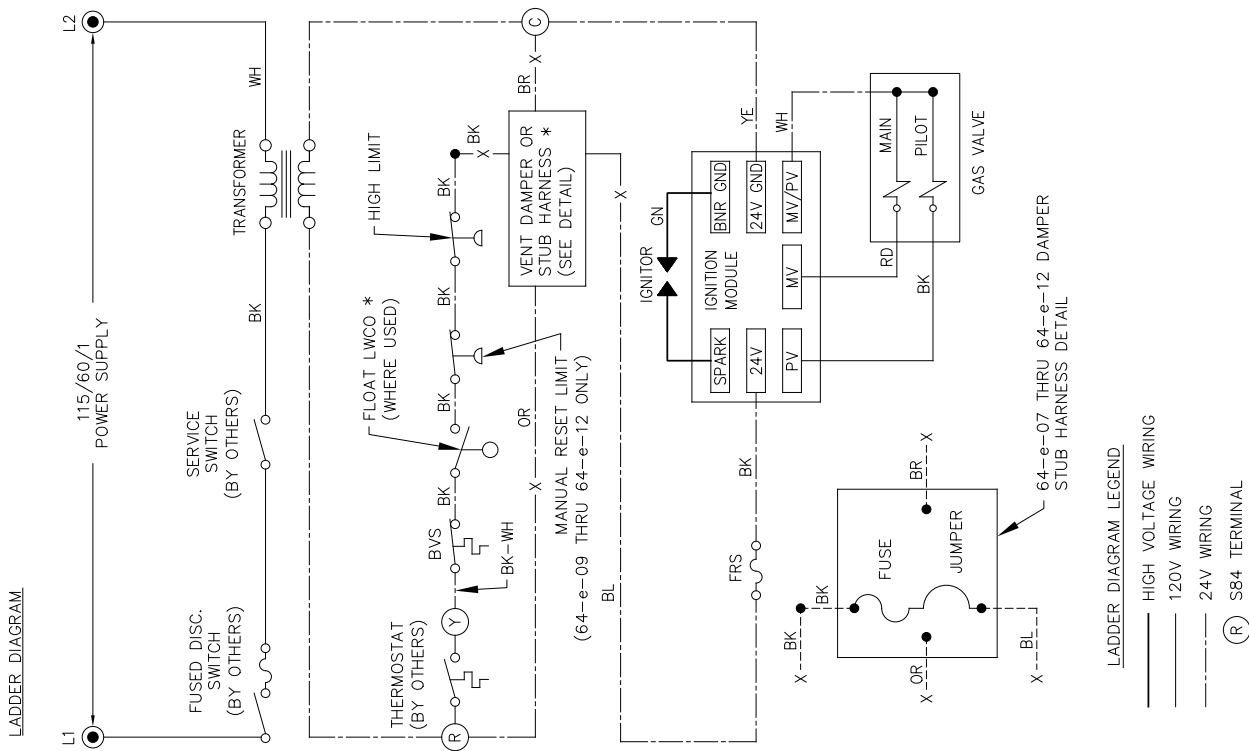 LADDER DIAGRAM
L1
L2
115/60/1
POWER SUPPLY
FUSED DISC.
SWITCH
(BY OTHERS)
SERVICE
SWITCH
(BY OTHERS)
BK
TRANSFORMER
WH
THERMOSTAT
(BY OTHERS)
R
Y
BK-WH
BVS
BK
FLOAT LWCO *
(WHERE USED)
BK
MANUAL RESET LIMIT
(64-e-09 THRU 64-e-12 ONLY)
BK
HIGH LIMIT
BK
X
C
X
BR
VENT DAMPER OR
STUB HARNESS *
(SEE DETAIL)
X
OR
X
BL
X
FRS
BK
IGNITOR
GN
SPARK
BNR GND
24V
IGNITION
MODULE
24V GND
PV
MV
MV/PV
YE
WH
RD
BK
MAIN
PILOT
GAS VALVE
X
BK
BK
FUSE
JUMPER
X
OR
BR
X
BL
X
64-e-07 THRU 64-e-12 DAMPER
STUB HARNESS DETAIL
LADDER DIAGRAM LEGEND
HIGH VOLTAGE WIRING
120V WIRING
24V WIRING
R S84 TERMINAL